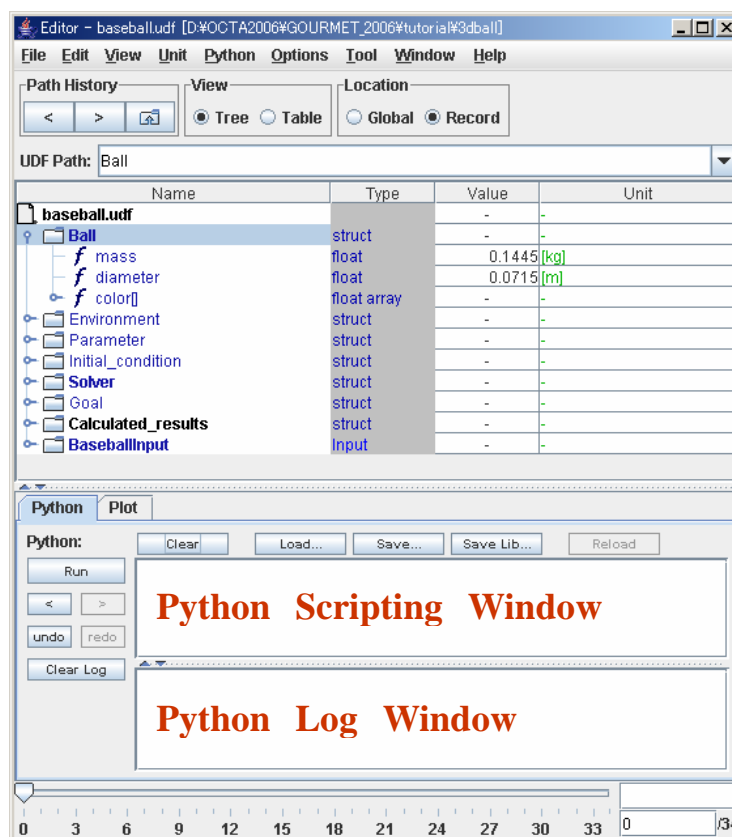 Editor - baseball.udf [D:¥OCTA2006¥GOURMET_2006¥tutorial¥3dball]
File Edit View Unit Python Options Tool Window Help
Path History View Location
< > Tree Table Global Record
UDF Path: Ball
Name Type Value Unit
baseball.udf - -
Ball struct - -
f mass float 0.1445 [kg]
f diameter float 0.0715 [m]
f color[] float array - -
Environment struct - -
Parameter struct - -
Initial_condition struct - -
Solver struct - -
Goal struct - -
Calculated_results struct - -
BaseballInput Input - -
Python Plot
Python: Clear Load... Save... Save Lib... Reload
Run
< >
undo redo
Clear Log
Python Scripting Window
Python Log Window
0 3 6 9 12 15 18 21 24 27 30 33 0 /34